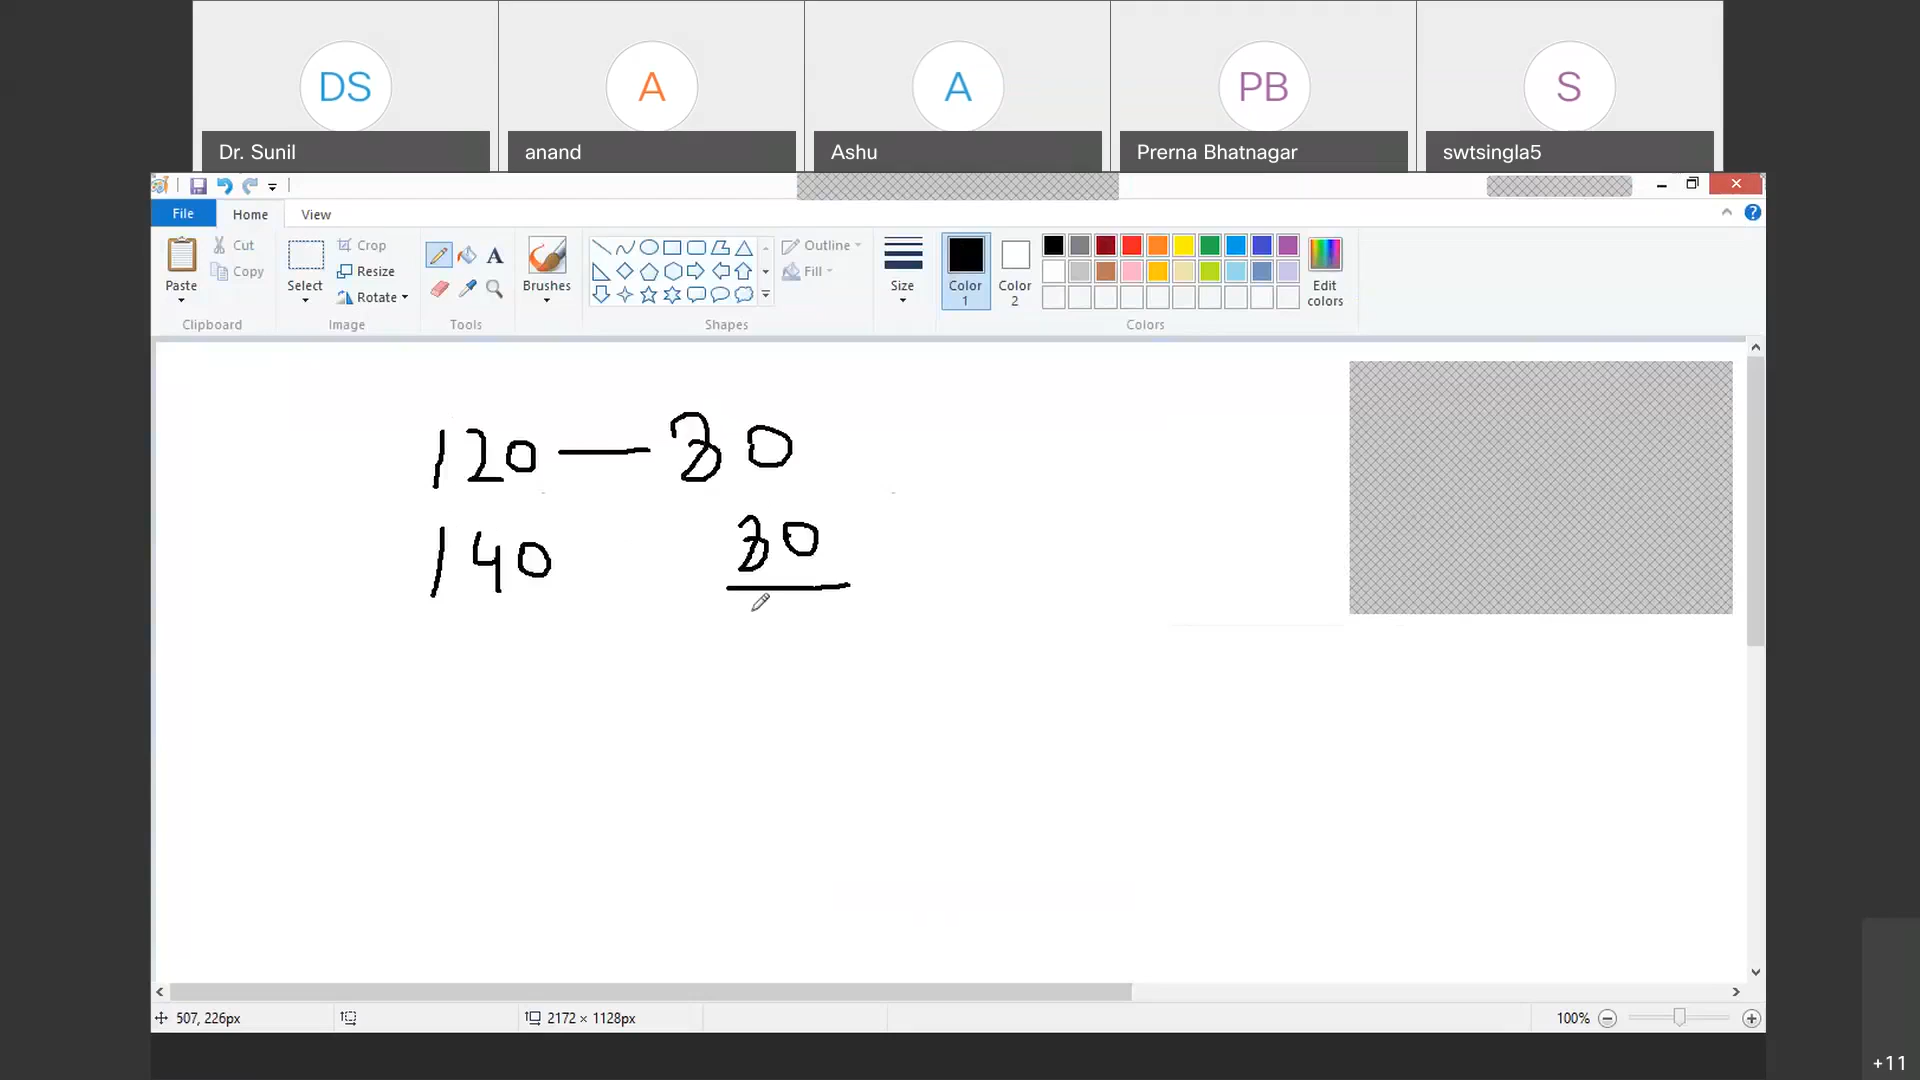 DS A A PB S
Dr. Sunil anand Ashu Prerna Bhatnagar swtsingla5
File Home View
Paste Cut Copy Select Crop Resize Rotate A Brushes Outline Fill Size Color 1 Color 2 Edit colors
Clipboard Image Tools Shapes Colors
120 — 30
140 30
507, 226px 2172 × 1128px 100%
+11